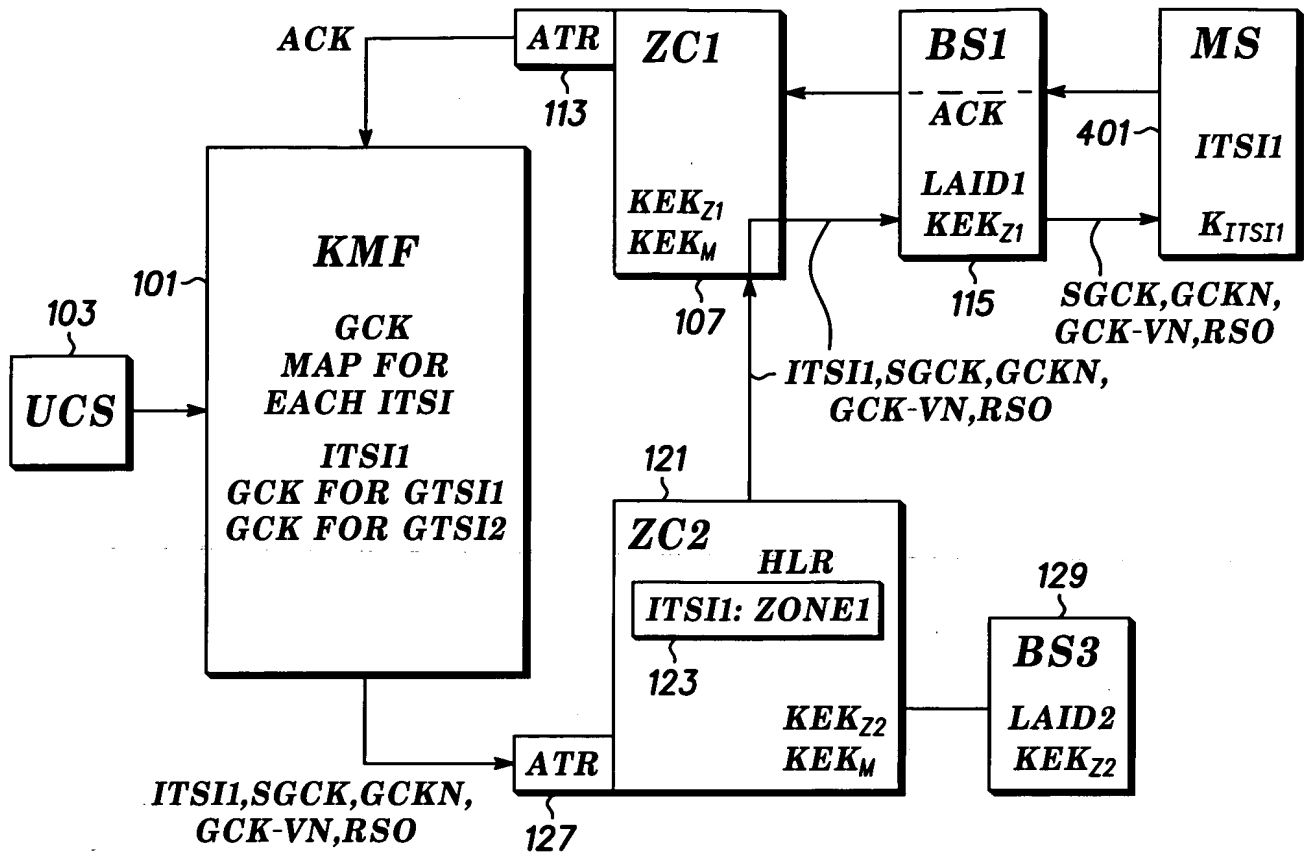 ACK
ATR
113
ZC1
KEKZ1
KEKM
107
BS1
ACK
LAID1
KEKZ1
115
MS
401
ITSI1
KITSI1
SGCK,GCKN,
GCK-VN,RSO
101
KMF
GCK
MAP FOR
EACH ITSI
ITSI1
GCK FOR GTSI1
GCK FOR GTSI2
103
UCS
ITSI1,SGCK,GCKN,
GCK-VN,RSO
121
ZC2
HLR
ITSI1: ZONE1
123
KEKZ2
KEKM
129
BS3
LAID2
KEKZ2
ATR
127
ITSI1,SGCK,GCKN,
GCK-VN,RSO